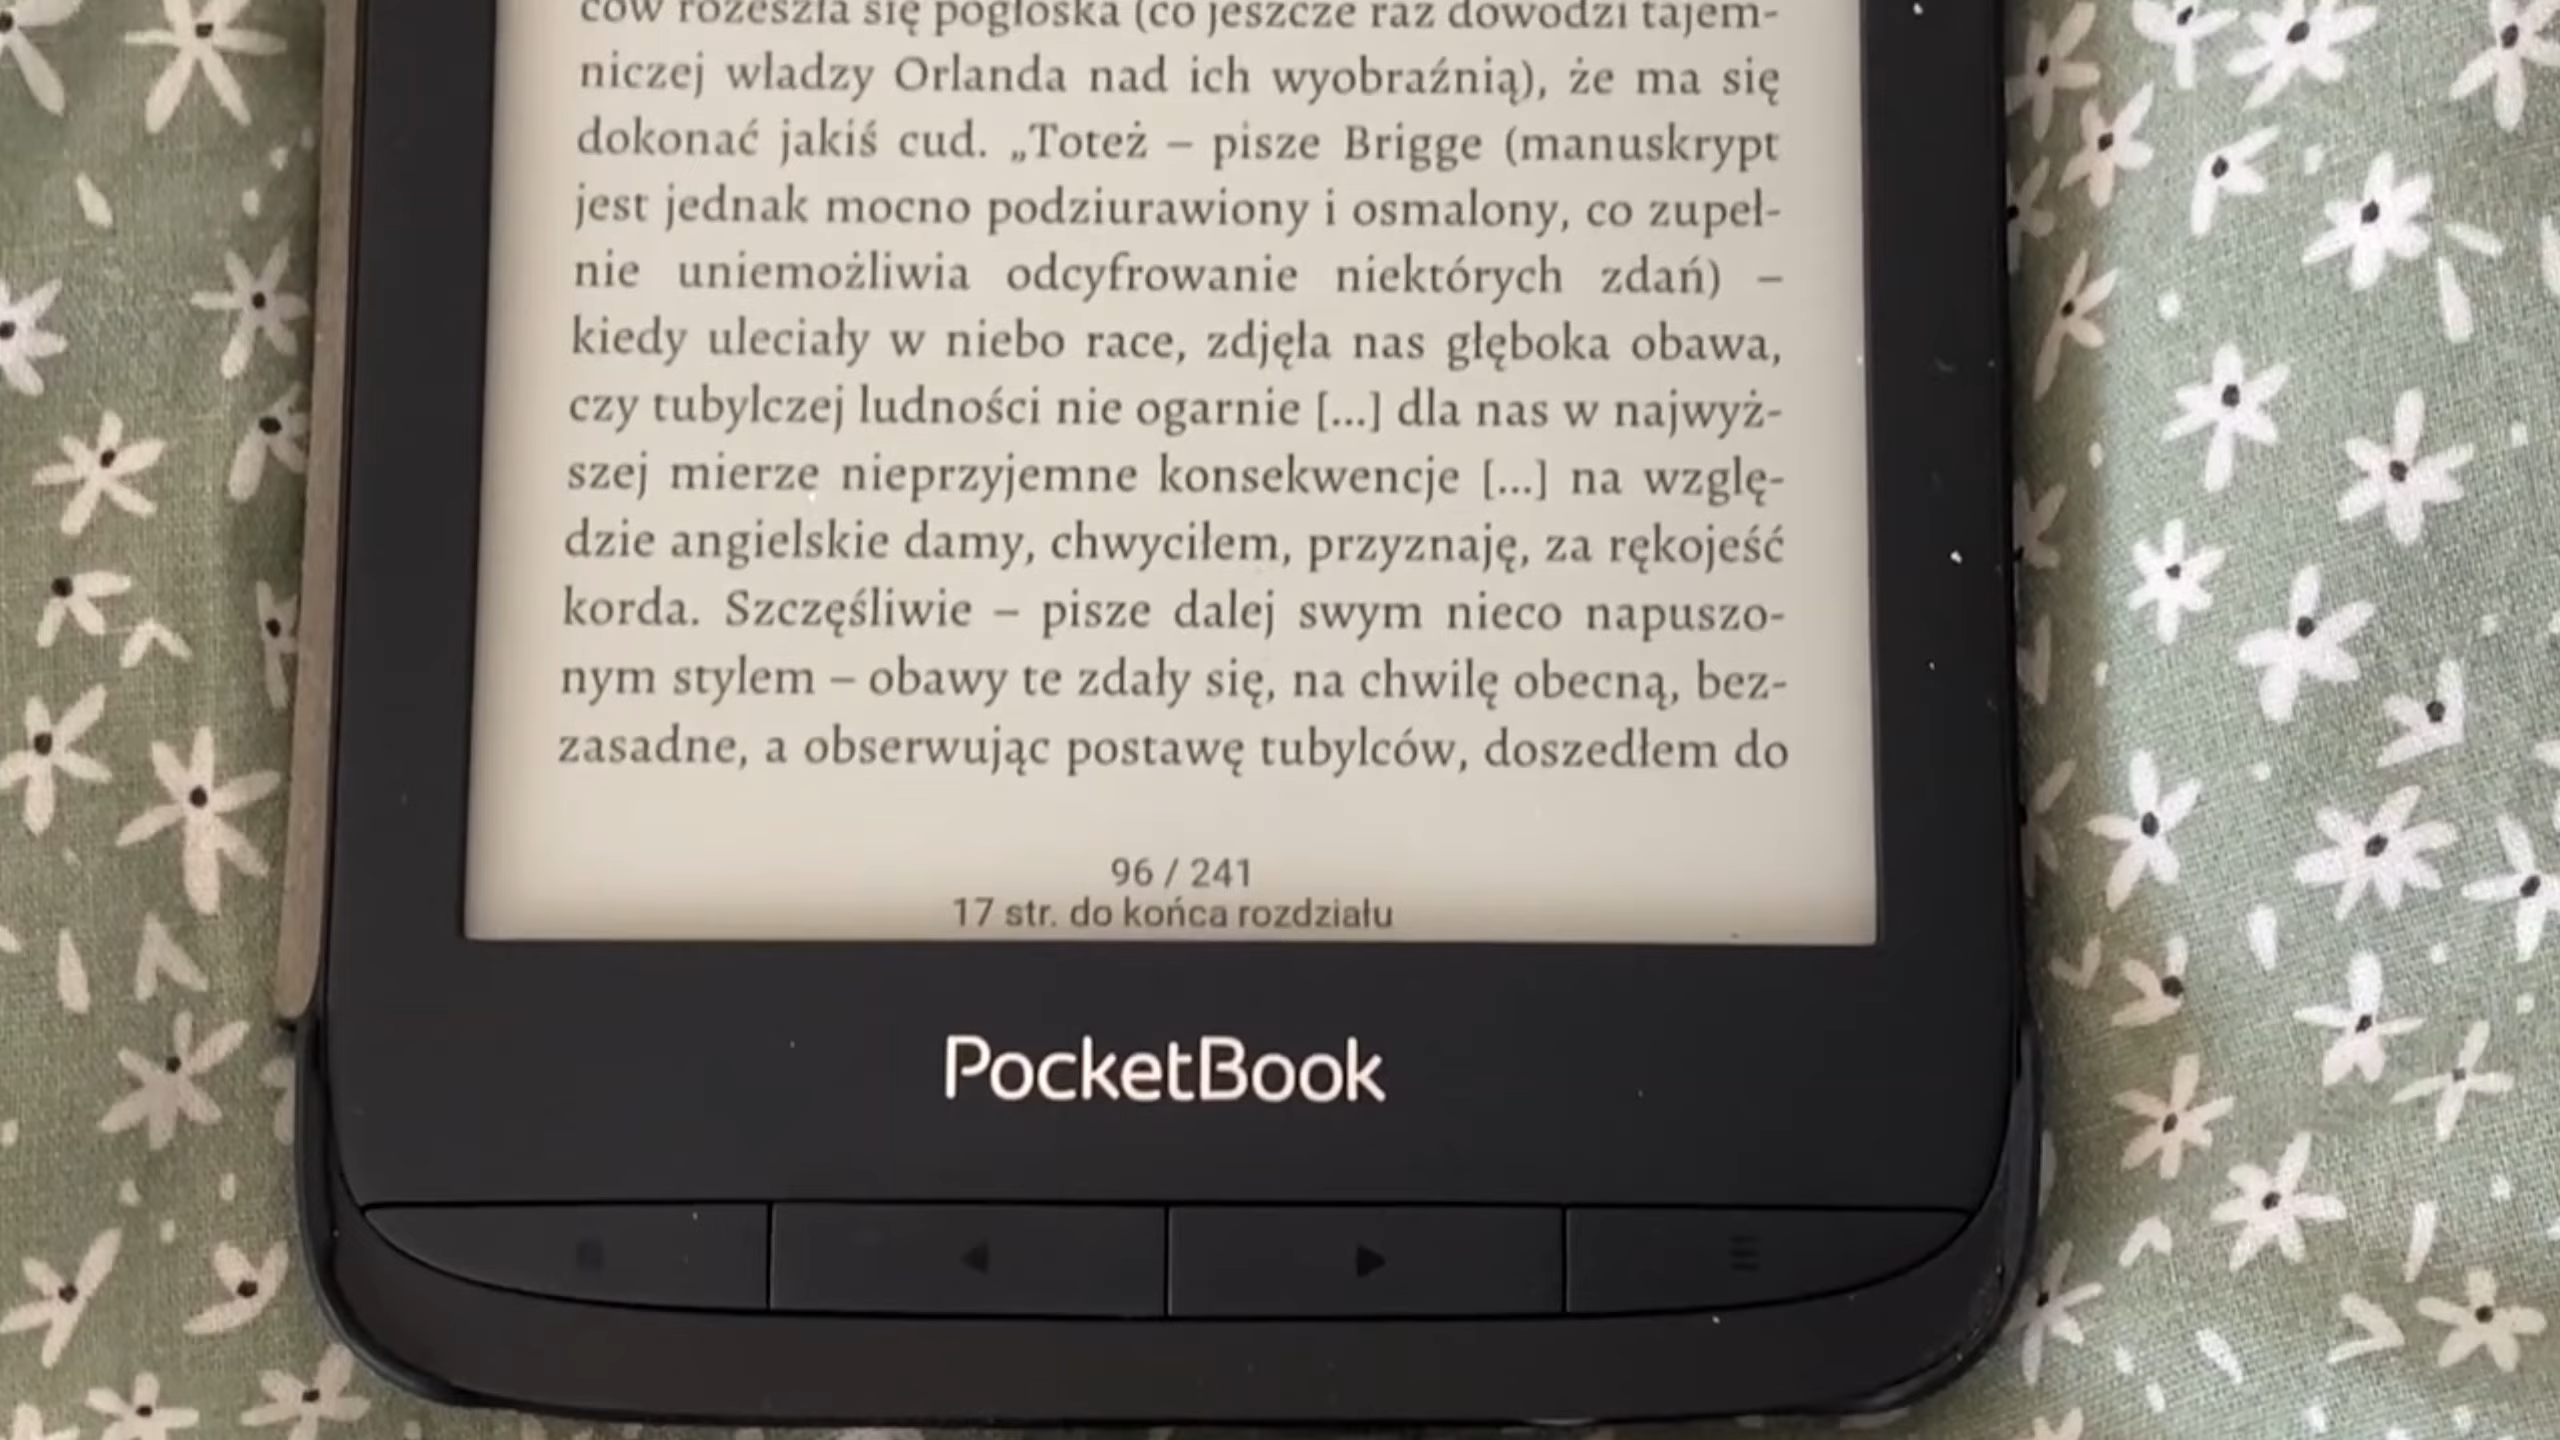 ców rozeszła się pogłoska (co jeszcze raz dowodzi tajem-
niczej władzy Orlanda nad ich wyobraźnią), że ma się
dokonać jakiś cud. „Toteż – pisze Brigge (manuskrypt
jest jednak mocno podziurawiony i osmalony, co zupeł-
nie uniemożliwia odcyfrowanie niektórych zdań) –
kiedy uleciały w niebo race, zdjęła nas głęboka obawa,
czy tubylczej ludności nie ogarnie [...] dla nas w najwyż-
szej mierze nieprzyjemne konsekwencje [...] na wzglę-
dzie angielskie damy, chwyciłem, przyznaję, za rękojeść
korda. Szczęśliwie – pisze dalej swym nieco napuszo-
nym stylem – obawy te zdały się, na chwilę obecną, bez-
zasadne, a obserwując postawę tubylców, doszedłem do
96 / 241
17 str. do końca rozdziału
PocketBook